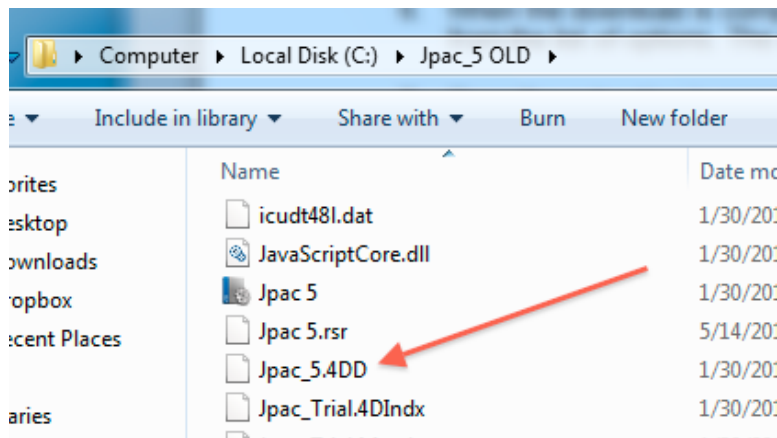 Computer Local Disk (C:) Jpac_5 OLD
Include in library Share with Burn New folder
Name Date mo
orites
esktop
ownloads
ropbox
ecent Places
aries
icudt48l.dat 1/30/201
JavaScriptCore.dll 1/30/201
Jpac 5 1/30/201
Jpac 5.rsr 5/14/201
Jpac_5.4DD 1/30/201
Jpac_Trial.4DIndx 1/30/201